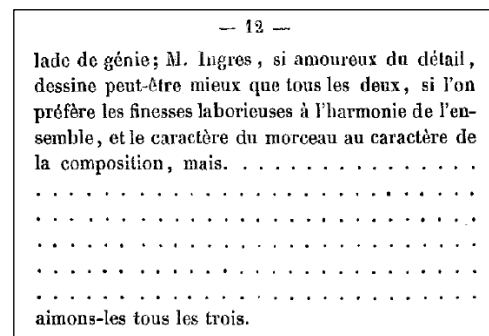 — 12 —
lade de génie; M. Ingres, si amoureux du détail,
dessine peut-être mieux que tous les deux, si l'on
préfère les finesses laborieuses à l'harmonie de l'en-
semble, et le caractère du morceau au caractère de
la composition, mais. . . . . . . . . . . . . . . .
. . . . . . . . . . . . . . . . . . . . . . . . . .
. . . . . . . . . . . . . . . . . . . . . . . . . .
. . . . . . . . . . . . . . . . . . . . . . . . . .
. . . . . . . . . . . . . . . . . . . . . . . . . .
. . . . . . . . . . . . . . . . . . . . . . . . . .
aimons-les tous les trois.